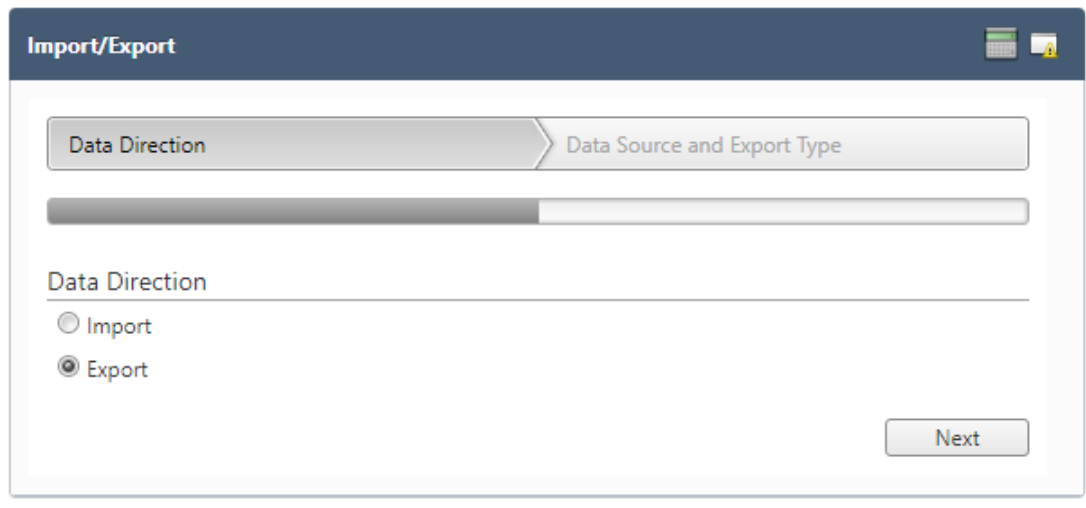 Import/Export
Data Direction
Data Source and Export Type
Data Direction
Import
Export
Next